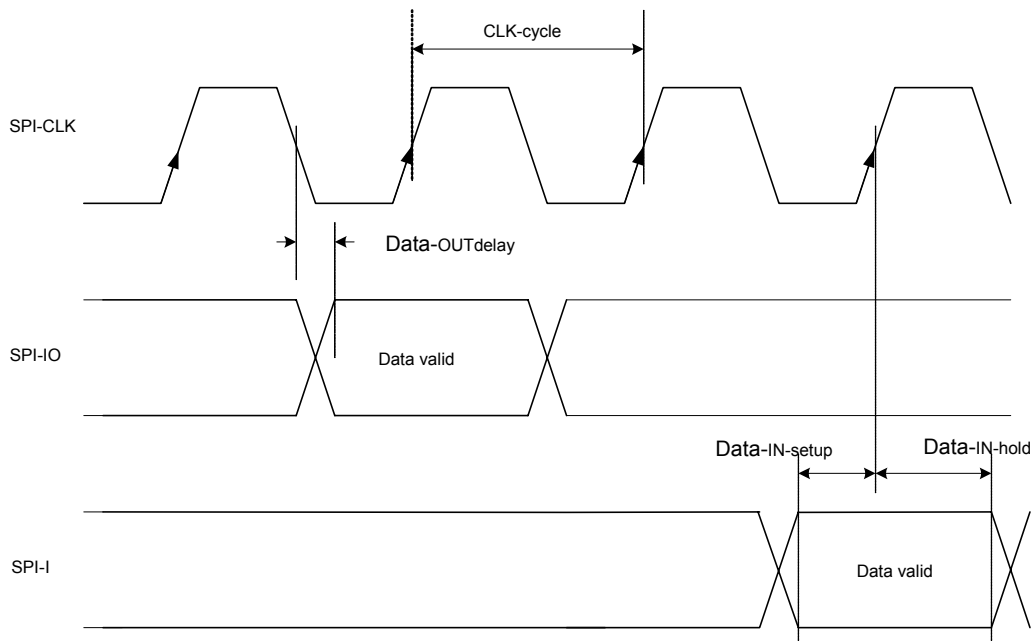 CLK-cycle
SPI-CLK
Data-OUTdelay
SPI-IO
Data valid
Data-IN-setup
Data-IN-hold
SPI-I
Data valid